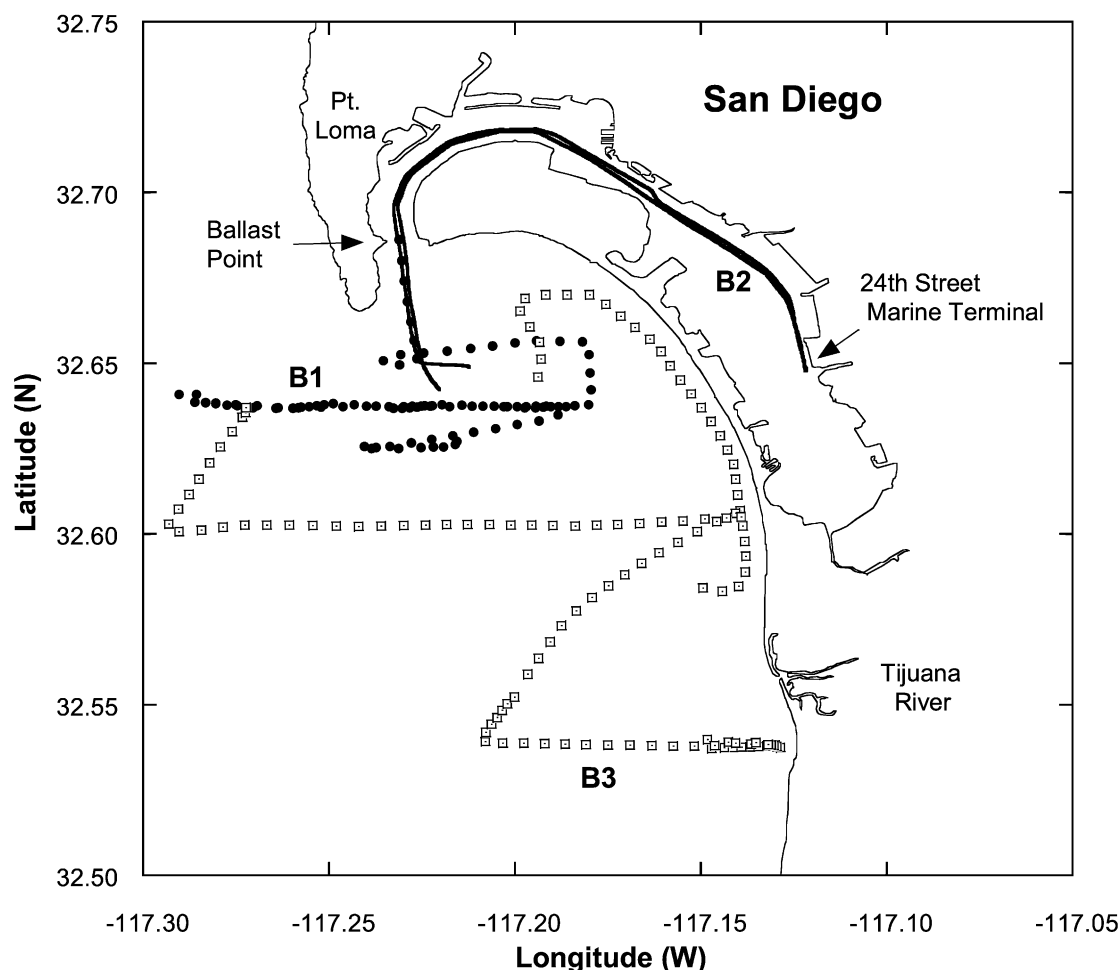 32.75
San Diego
Pt.
Loma
32.70
Ballast
Point
B2
24th Street
Marine Terminal
32.65
B1
Latitude (N)
32.60
Tijuana
River
32.55
B3
32.50
-117.30
-117.25
-117.20
-117.15
-117.10
-117.05
Longitude (W)